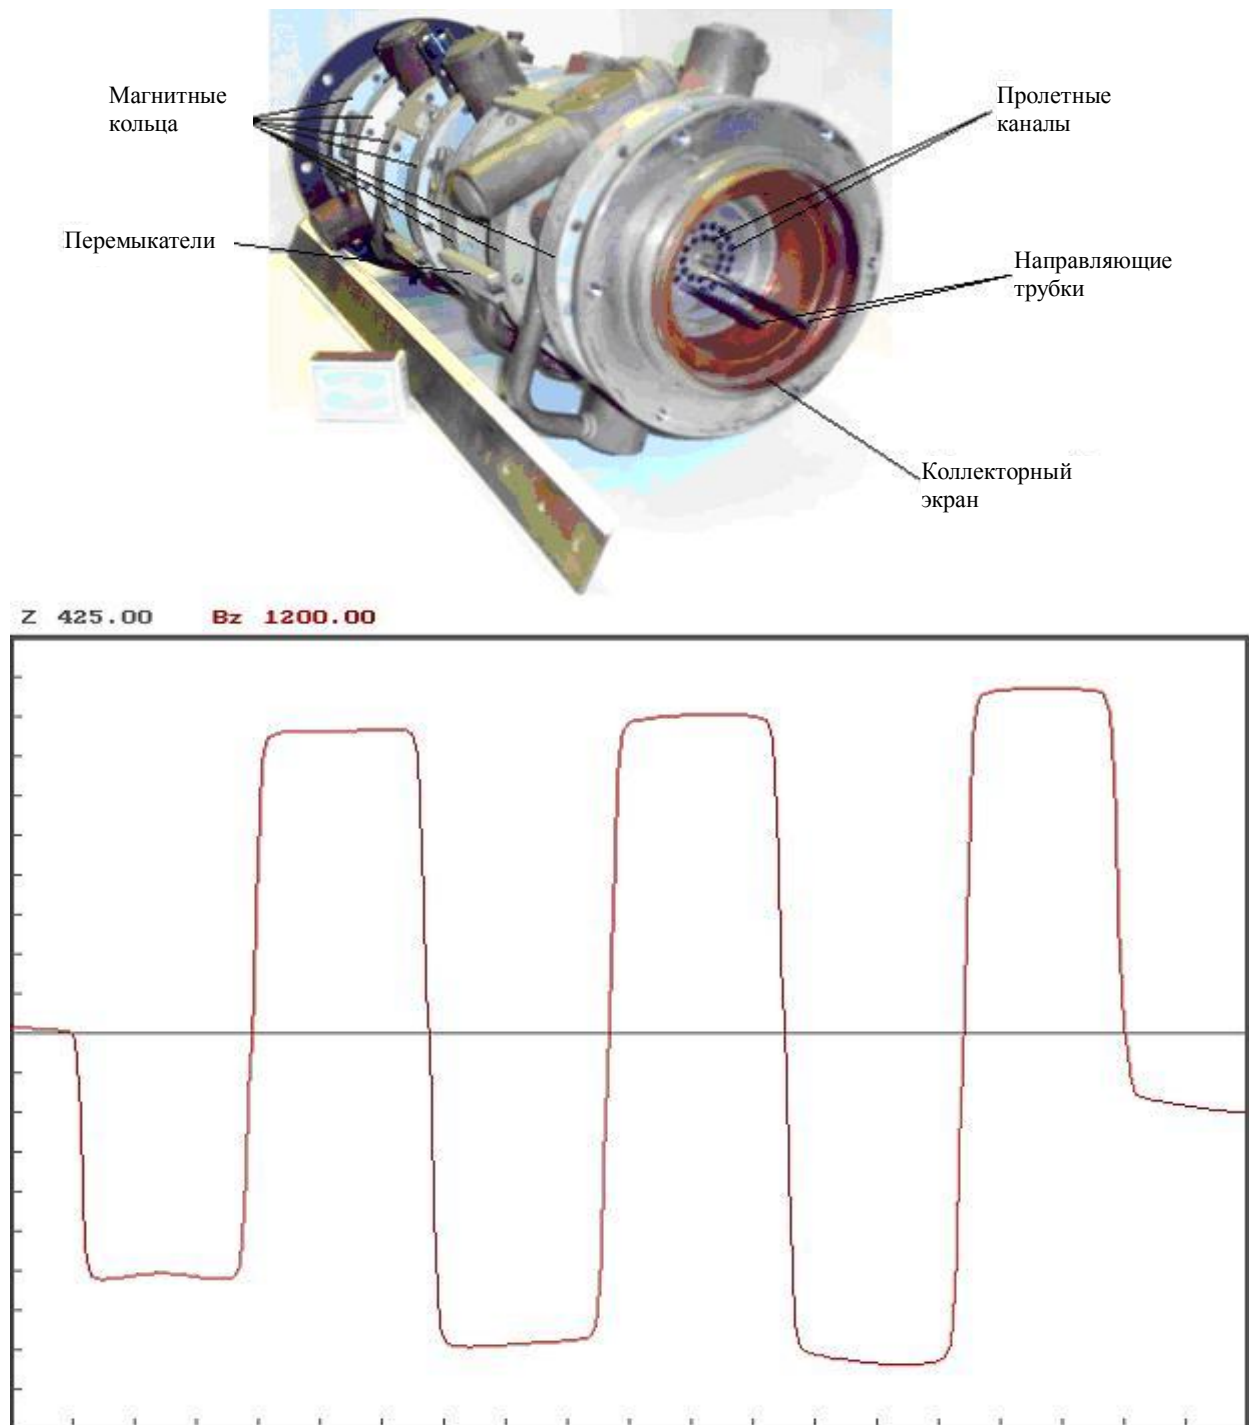 Магнитные
кольца
Пролетные
каналы
Перемыкатели
Направляющие
трубки
Коллекторный
экран
Z 425.00 Bz 1200.00